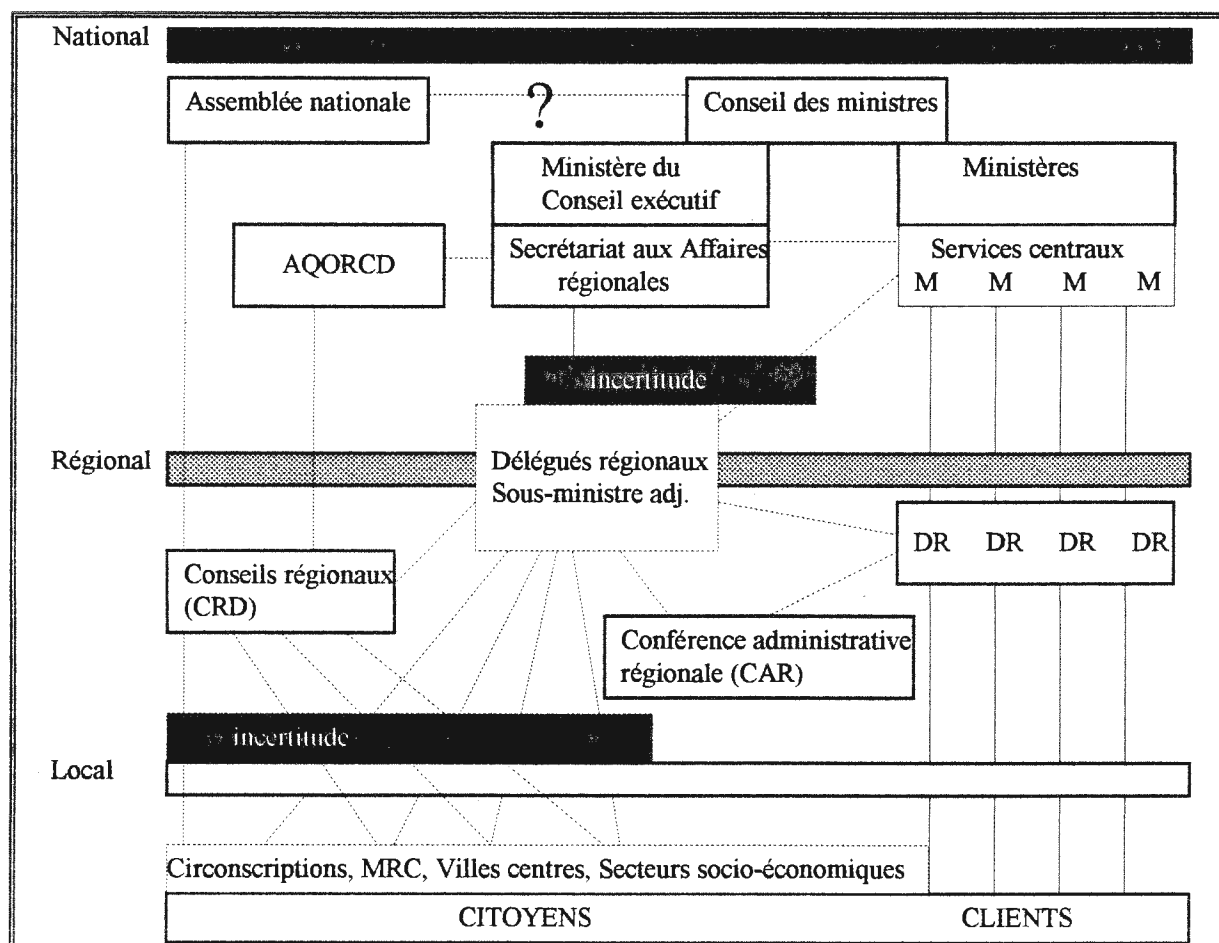 National
Assemblée nationale
?
Conseil des ministres
Ministère du
Conseil exécutif
Ministères
AQORCD
Secrétariat aux Affaires
régionales
Services centraux
M M M M
incertitude
Régional
Délégués régionaux
Sous-ministre adj.
DR DR DR DR
Conseils régionaux
(CRD)
Conférence administrative
régionale (CAR)
incertitude
Local
Circonscriptions, MRC, Villes centres, Secteurs socio-économiques
CITOYENS
CLIENTS